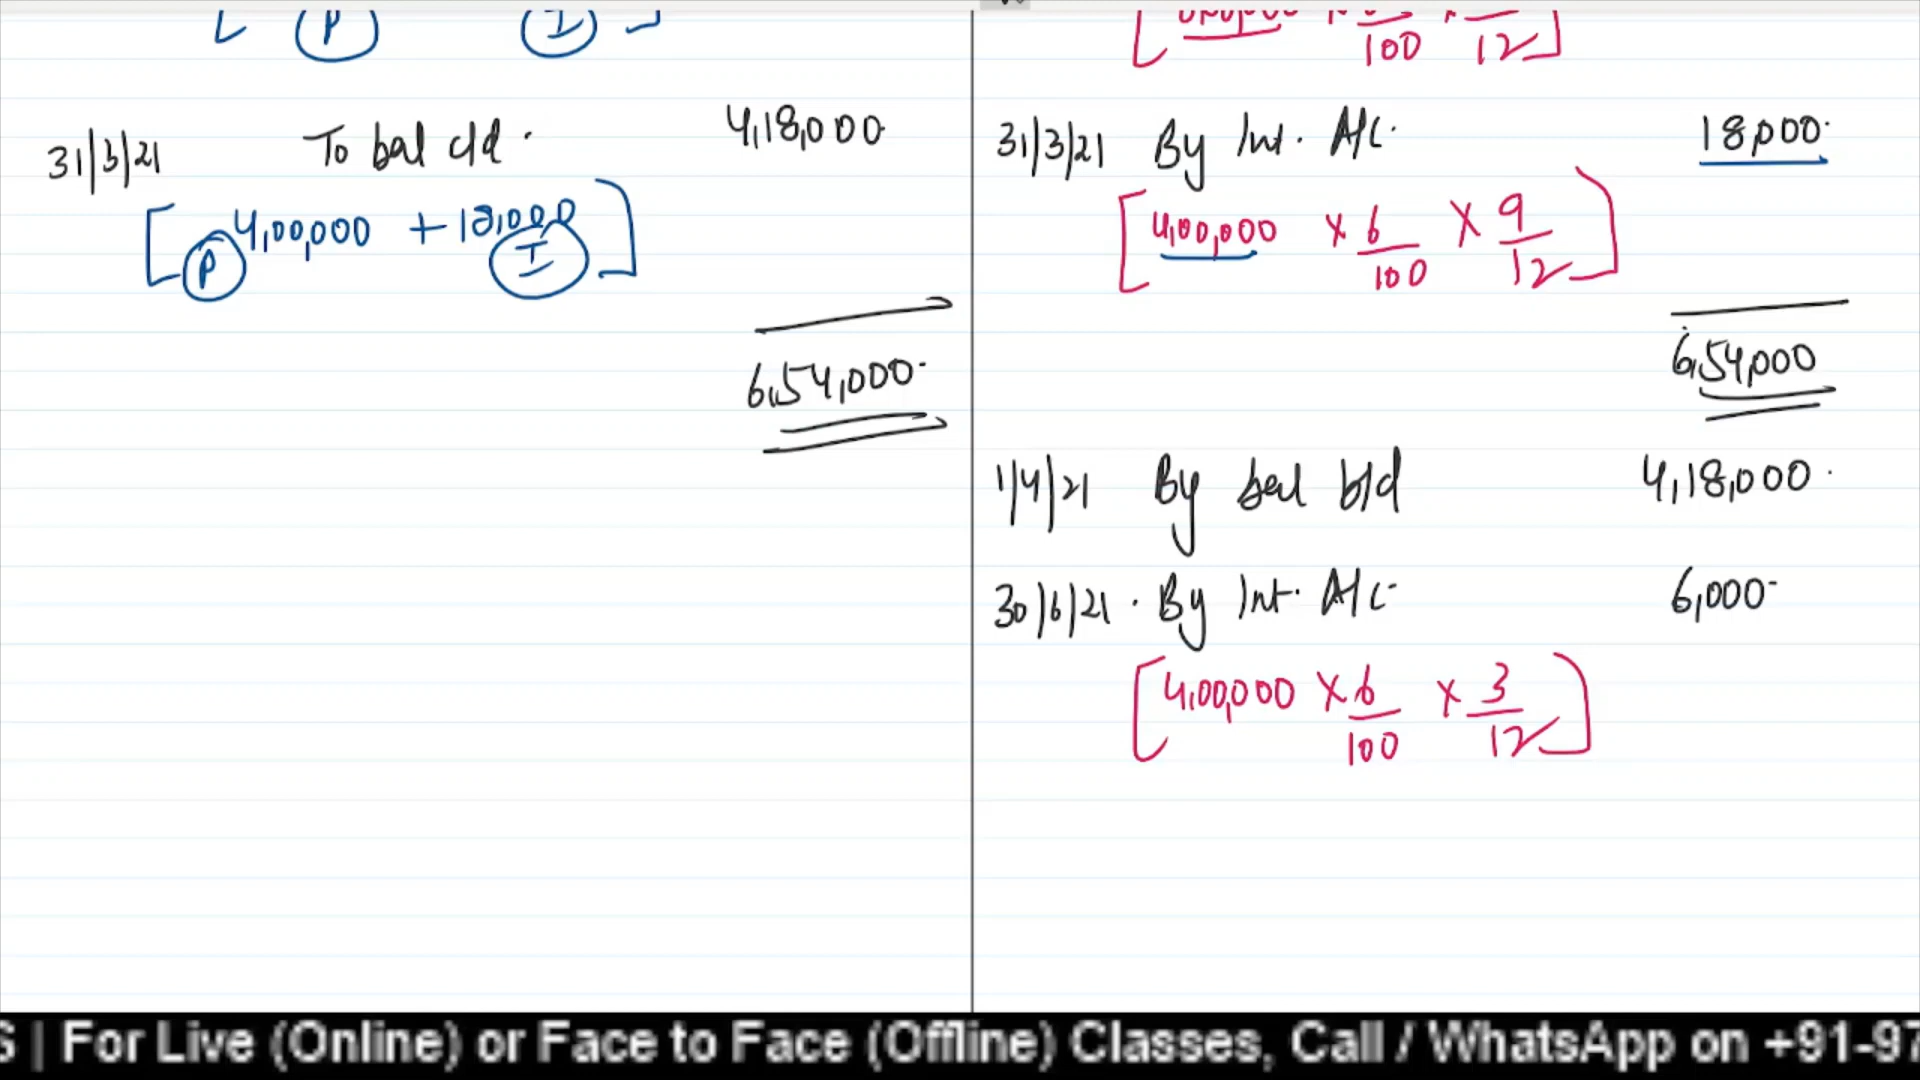 [ P I ]
100 12 ]
31/3/21 To bal c/d. 4,18,000
[ 4,00,000 + 18,000 ]
P I
6,54,000.
31/3/21 By Int. A/c. 18,000.
[ 4,00,000 × 6/100 × 9/12 ]
6,54,000
1/4/21 By bal b/d 4,18,000.
30/6/21. By Int. A/c. 6,000.
[ 4,00,000 × 6/100 × 3/12 ]
| For Live (Online) or Face to Face (Offline) Classes, Call / WhatsApp on +91-97